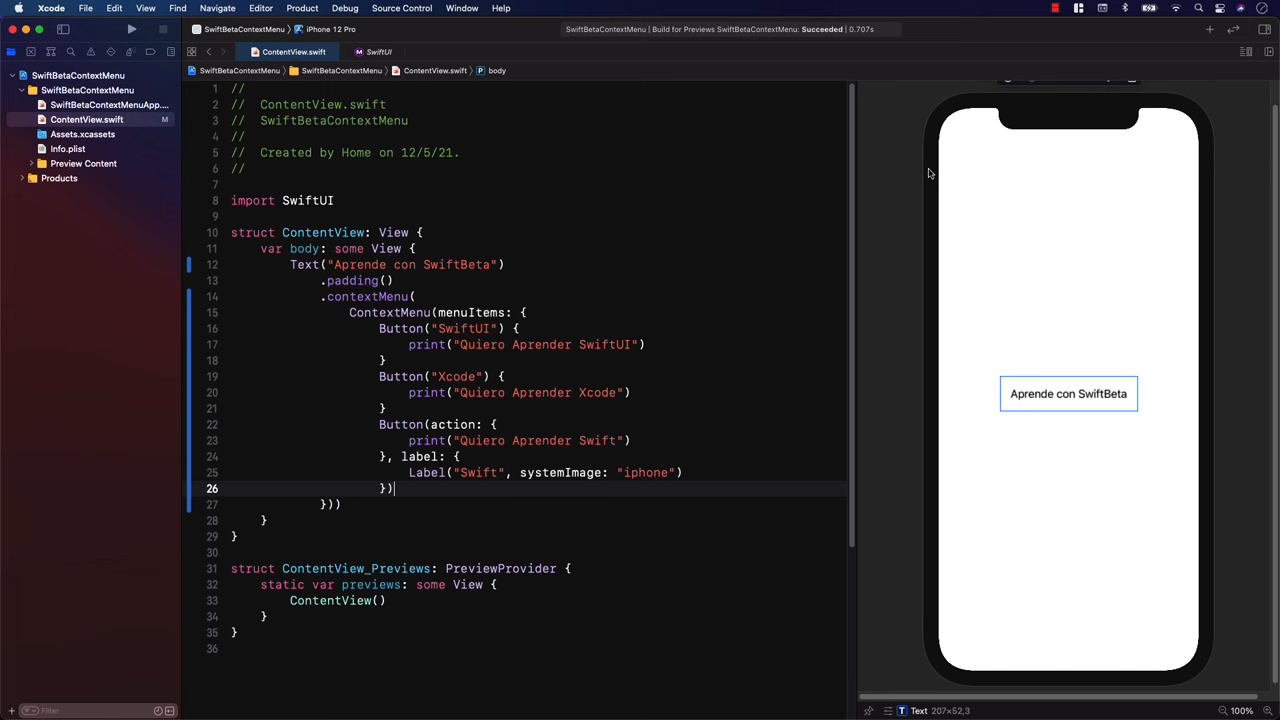 Xcode File Edit View Find Navigate Editor Product Debug Source Control Window Help
SwiftBetaContextMenu iPhone 12 Pro
SwiftBetaContextMenu | Build for Previews SwiftBetaContextMenu: Succeeded | 0.707s
ContentView.swift
SwiftUI
SwiftBetaContextMenu SwiftBetaContextMenu ContentView.swift body
SwiftBetaContextMenu
SwiftBetaContextMenu
SwiftBetaContextMenuApp....
ContentView.swift M
Assets.xcassets
Info.plist
Preview Content
Products
1 //
2 // ContentView.swift
3 // SwiftBetaContextMenu
4 //
5 // Created by Home on 12/5/21.
6 //
7
8 import SwiftUI
9
10 struct ContentView: View {
11 var body: some View {
12 Text("Aprende con SwiftBeta")
13 .padding()
14 .contextMenu(
15 ContextMenu(menuItems: {
16 Button("SwiftUI") {
17 print("Quiero Aprender SwiftUI")
18 }
19 Button("Xcode") {
20 print("Quiero Aprender Xcode")
21 }
22 Button(action: {
23 print("Quiero Aprender Swift")
24 }, label: {
25 Label("Swift", systemImage: "iphone")
26 })
27 }))
28 }
29 }
30
31 struct ContentView_Previews: PreviewProvider {
32 static var previews: some View {
33 ContentView()
34 }
35 }
36
Aprende con SwiftBeta
Filter
T Text 207×52,3
100%